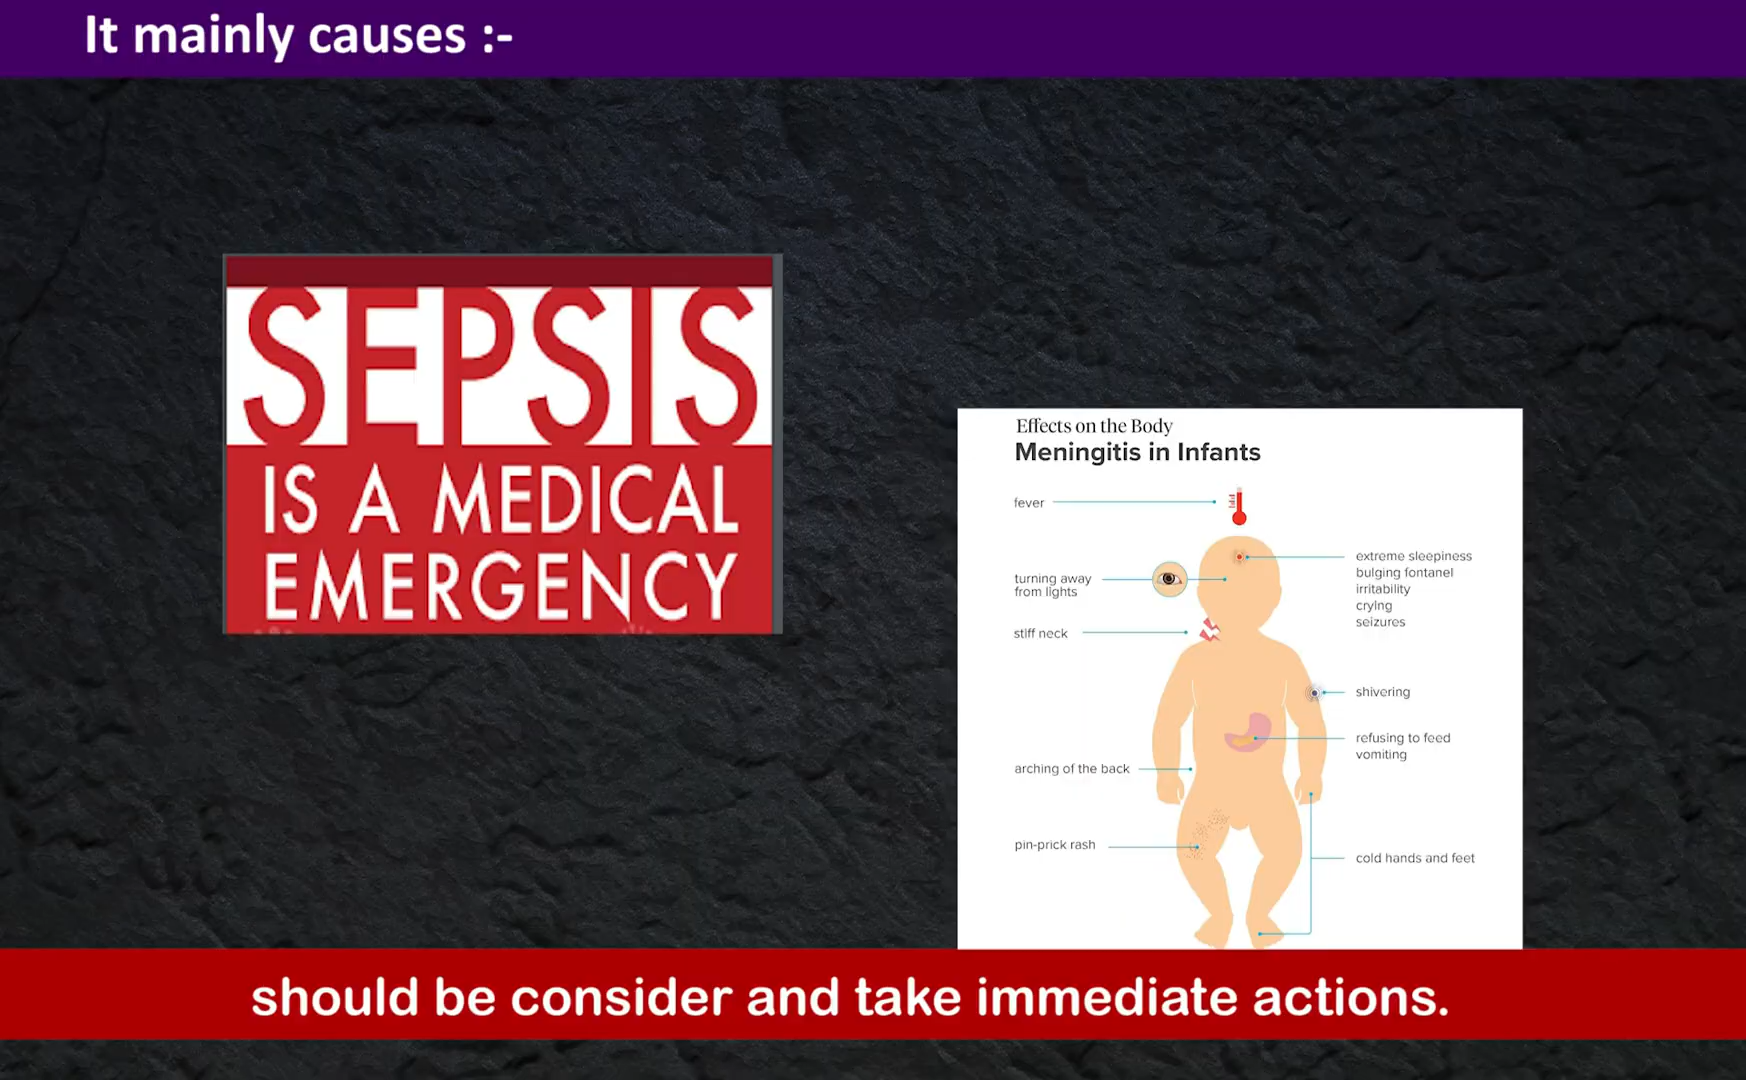 It mainly causes :-
SEPSIS
IS A MEDICAL
EMERGENCY
Effects on the Body
Meningitis in Infants
fever
turning away
from lights
stiff neck
arching of the back
pin-prick rash
extreme sleepiness
bulging fontanel
irritability
crying
seizures
shivering
refusing to feed
vomiting
cold hands and feet
should be consider and take immediate actions.